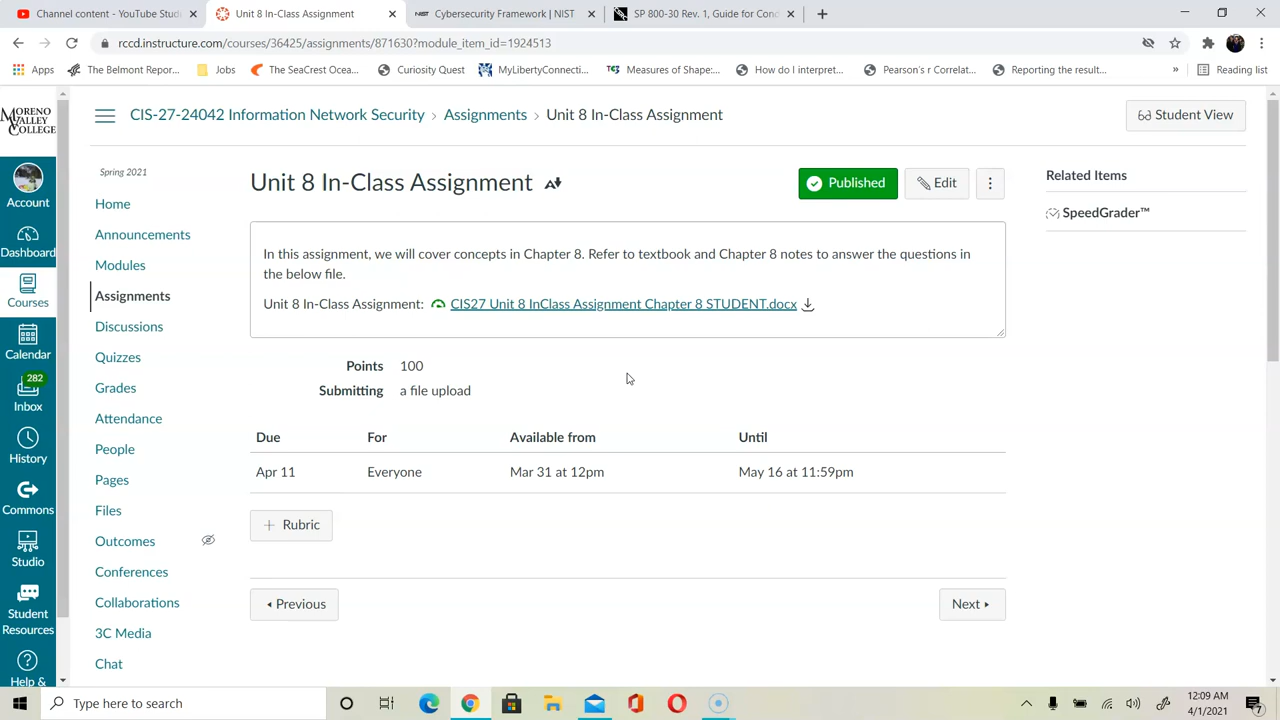 Channel content - YouTube Stud
Unit 8 In-Class Assignment
NIST
Cybersecurity Framework | NIST
SP 800-30 Rev. 1, Guide for Conc
rccd.instructure.com/courses/36425/assignments/871630?module_item_id=1924513
Apps
The Belmont Repor...
Jobs
The SeaCrest Ocea...
Curiosity Quest
MyLibertyConnecti...
Measures of Shape:...
How do I interpret...
Pearson's r Correlat...
Reporting the result...
»
Reading list
MORENO
VALLEY
COLLEGE
CIS-27-24042 Information Network Security > Assignments > Unit 8 In-Class Assignment
Student View
Account
Dashboard
Courses
Calendar
282
Inbox
History
Commons
Studio
Student
Resources
Help &
Spring 2021
Home
Announcements
Modules
Assignments
Discussions
Quizzes
Grades
Attendance
People
Pages
Files
Outcomes
Conferences
Collaborations
3C Media
Chat
Unit 8 In-Class Assignment
Published
Edit
Related Items
SpeedGrader™
In this assignment, we will cover concepts in Chapter 8. Refer to textbook and Chapter 8 notes to answer the questions in
the below file.
Unit 8 In-Class Assignment: CIS27 Unit 8 InClass Assignment Chapter 8 STUDENT.docx
Points 100
Submitting a file upload
Due For Available from Until
Apr 11 Everyone Mar 31 at 12pm May 16 at 11:59pm
+ Rubric
Previous
Next
Type here to search
12:09 AM
4/1/2021
7